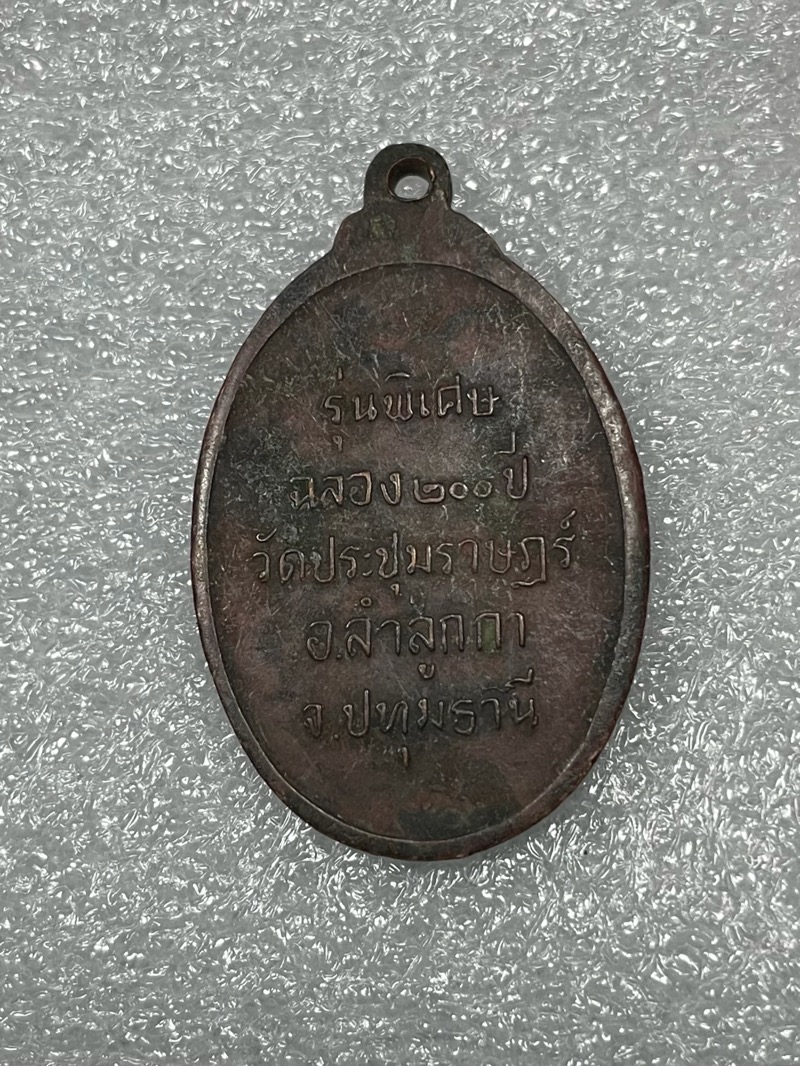 รุ่นพิเศษ
ฉลอง ๒๐๐ ปี
วัดประชุมราษฎร์
อ.ลำลูกกา
จ.ปทุมธานี